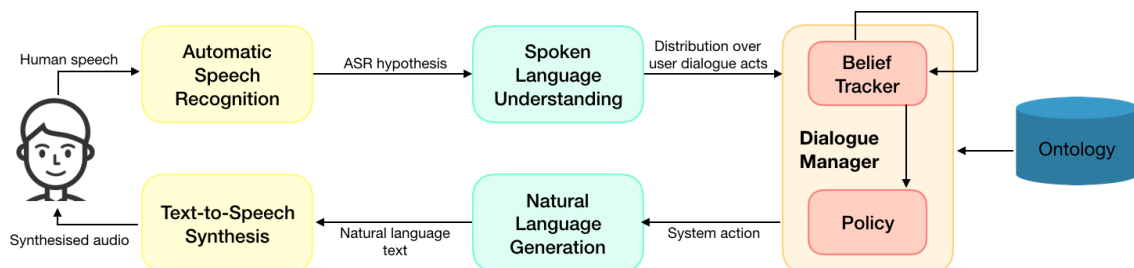 Human speech
Automatic
Speech
Recognition
ASR hypothesis
Spoken
Language
Understanding
Distribution over
user dialogue acts
Belief
Tracker
Dialogue
Manager
Ontology
Policy
System action
Natural
Language
Generation
Natural language
text
Text-to-Speech
Synthesis
Synthesised audio